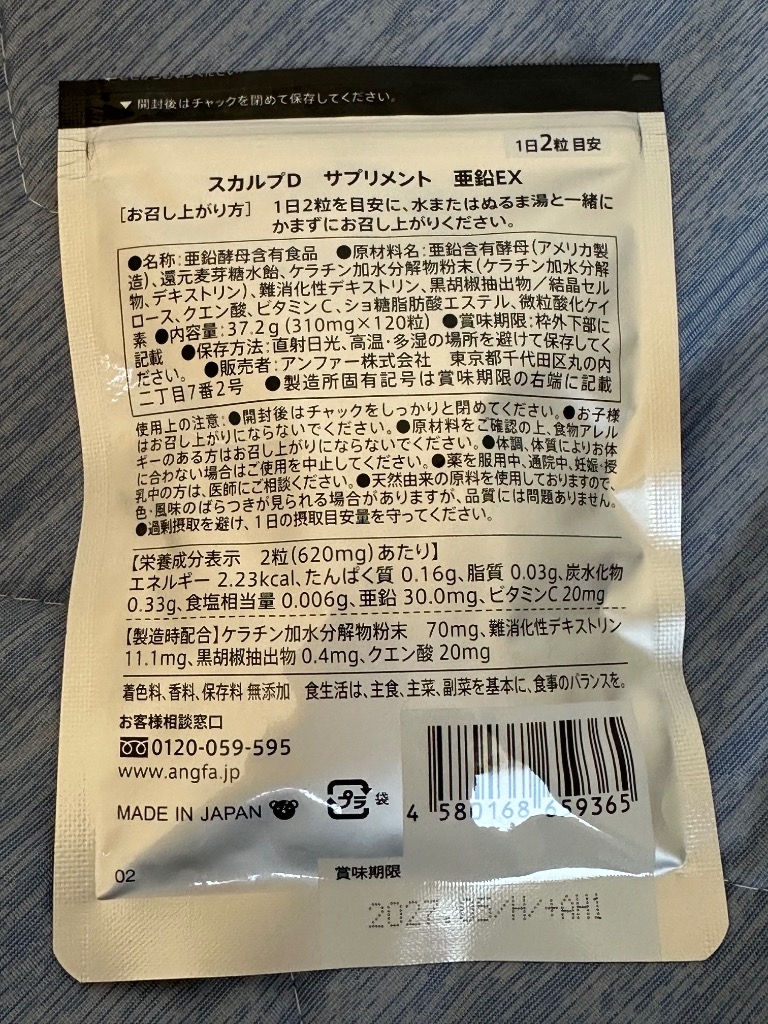 ▼開封後はチャックを閉めて保存してください。
1日2粒目安
スカルプD サプリメント 亜鉛EX
[お召し上がり方] 1日2粒を目安に、水またはぬるま湯と一緒に
かまずにお召し上がりください。
●名称:亜鉛酵母含有食品 ●原材料名:亜鉛含有酵母(アメリカ製
造)、還元麦芽糖水飴、ケラチン加水分解物粉末(ケラチン加水分解
物、デキストリン)、難消化性デキストリン、黒胡椒抽出物/結晶セル
ロース、クエン酸、ビタミンC、ショ糖脂肪酸エステル、微粒酸化ケイ
素 ●内容量:37.2g(310mg×120粒) ●賞味期限:枠外下部に
記載 ●保存方法:直射日光、高温・多湿の場所を避けて保存してく
ださい。 ●販売者:アンファー株式会社 東京都千代田区丸の内
二丁目7番2号 ●製造所固有記号は賞味期限の右端に記載
使用上の注意:●開封後はチャックをしっかりと閉めてください。●お子様
はお召し上がりにならないでください。●原材料をご確認の上、食物アレル
ギーのある方はお召し上がりにならないでください。●体調、体質によりお体
に合わない場合はご使用を中止してください。●薬を服用中、通院中、妊娠・授
乳中の方は、医師にご相談ください。●天然由来の原料を使用しておりますので、
色・風味のばらつきが見られる場合がありますが、品質には問題ありません。
●過剰摂取を避け、1日の摂取目安量を守ってください。
【栄養成分表示 2粒(620mg)あたり】
エネルギー 2.23kcal、たんぱく質 0.16g、脂質 0.03g、炭水化物
0.33g、食塩相当量 0.006g、亜鉛 30.0mg、ビタミンC 20mg
【製造時配合】ケラチン加水分解物粉末 70mg、難消化性デキストリン
11.1mg、黒胡椒抽出物 0.4mg、クエン酸 20mg
着色料、香料、保存料 無添加 食生活は、主食、主菜、副菜を基本に、食事のバランスを。
お客様相談窓口
0120-059-595
www.angfa.jp
MADE IN JAPAN
プラ 袋
4 580168 659365
02
賞味期限
2027.05/H/+AH1